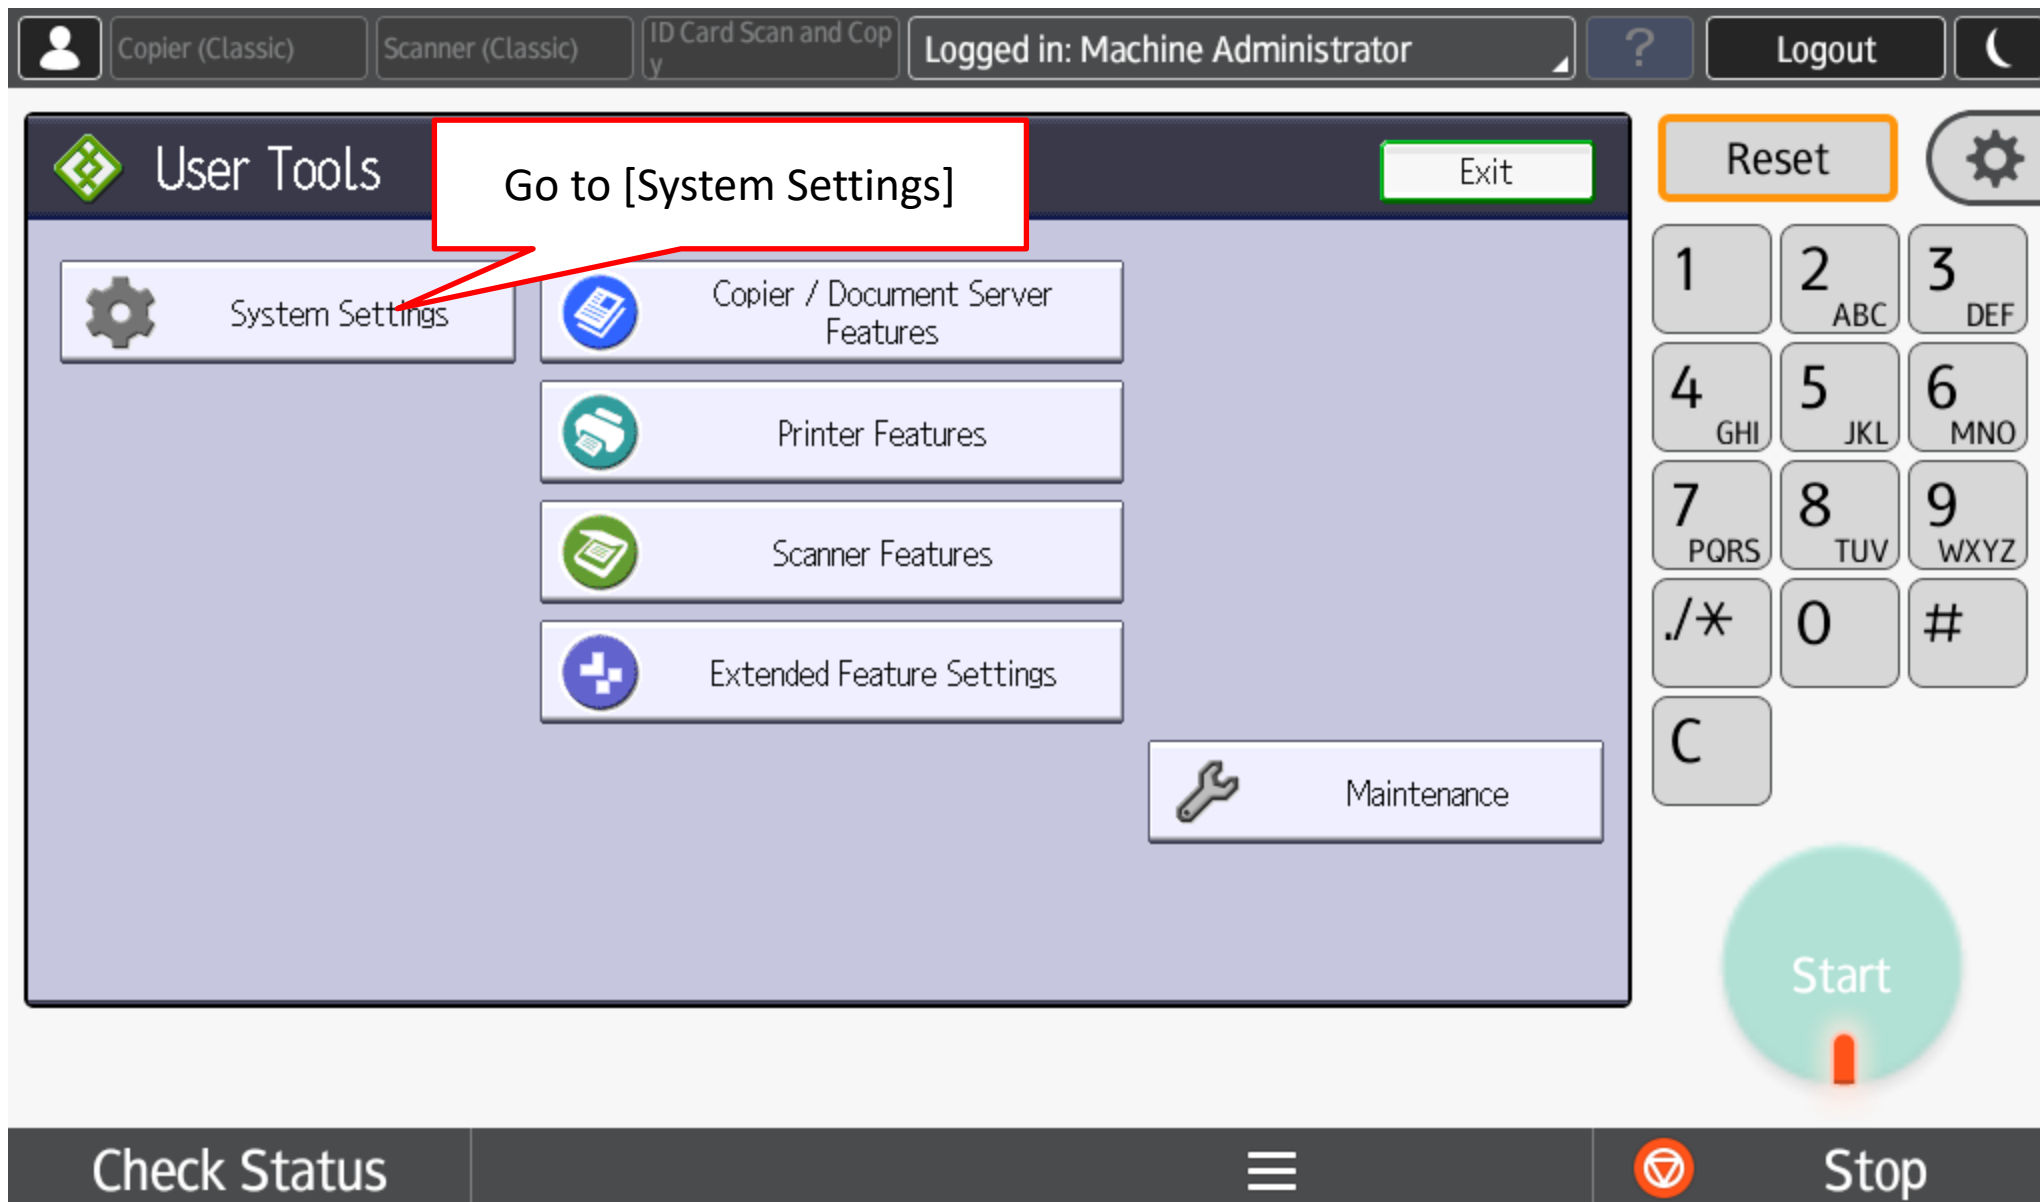 Copier (Classic)
Scanner (Classic)
ID Card Scan and Cop
y
Logged in: Machine Administrator
?
Logout
User Tools
Go to [System Settings]
Exit
Reset
System Settings
Copier / Document Server
Features
Printer Features
Scanner Features
Extended Feature Settings
Maintenance
1
2 ABC
3 DEF
4 GHI
5 JKL
6 MNO
7 PQRS
8 TUV
9 WXYZ
./*
0
#
C
Start
Check Status
Stop